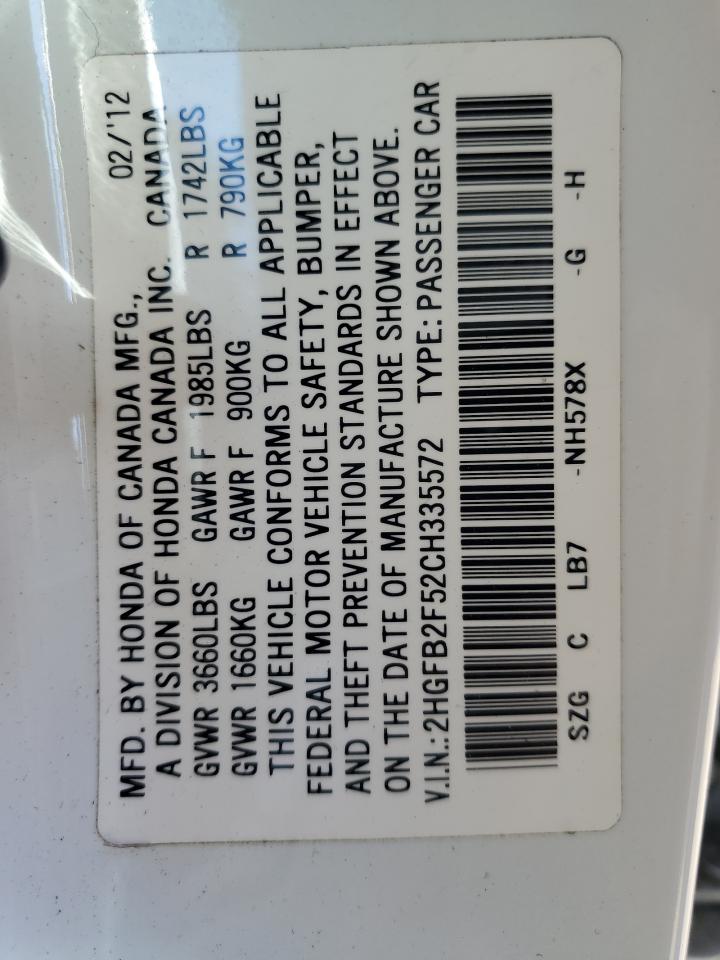 MFD. BY HONDA OF CANADA MFG., 02/'12
A DIVISION OF HONDA CANADA INC. CANADA
GVWR 3660LBS GAWR F 1985LBS R 1742LBS
GVWR 1660KG GAWR F 900KG R 790KG
THIS VEHICLE CONFORMS TO ALL APPLICABLE
FEDERAL MOTOR VEHICLE SAFETY, BUMPER,
AND THEFT PREVENTION STANDARDS IN EFFECT
ON THE DATE OF MANUFACTURE SHOWN ABOVE.
V.I.N.:2HGFB2F52CH335572 TYPE: PASSENGER CAR
SZG C LB7 -NH578X -G -H